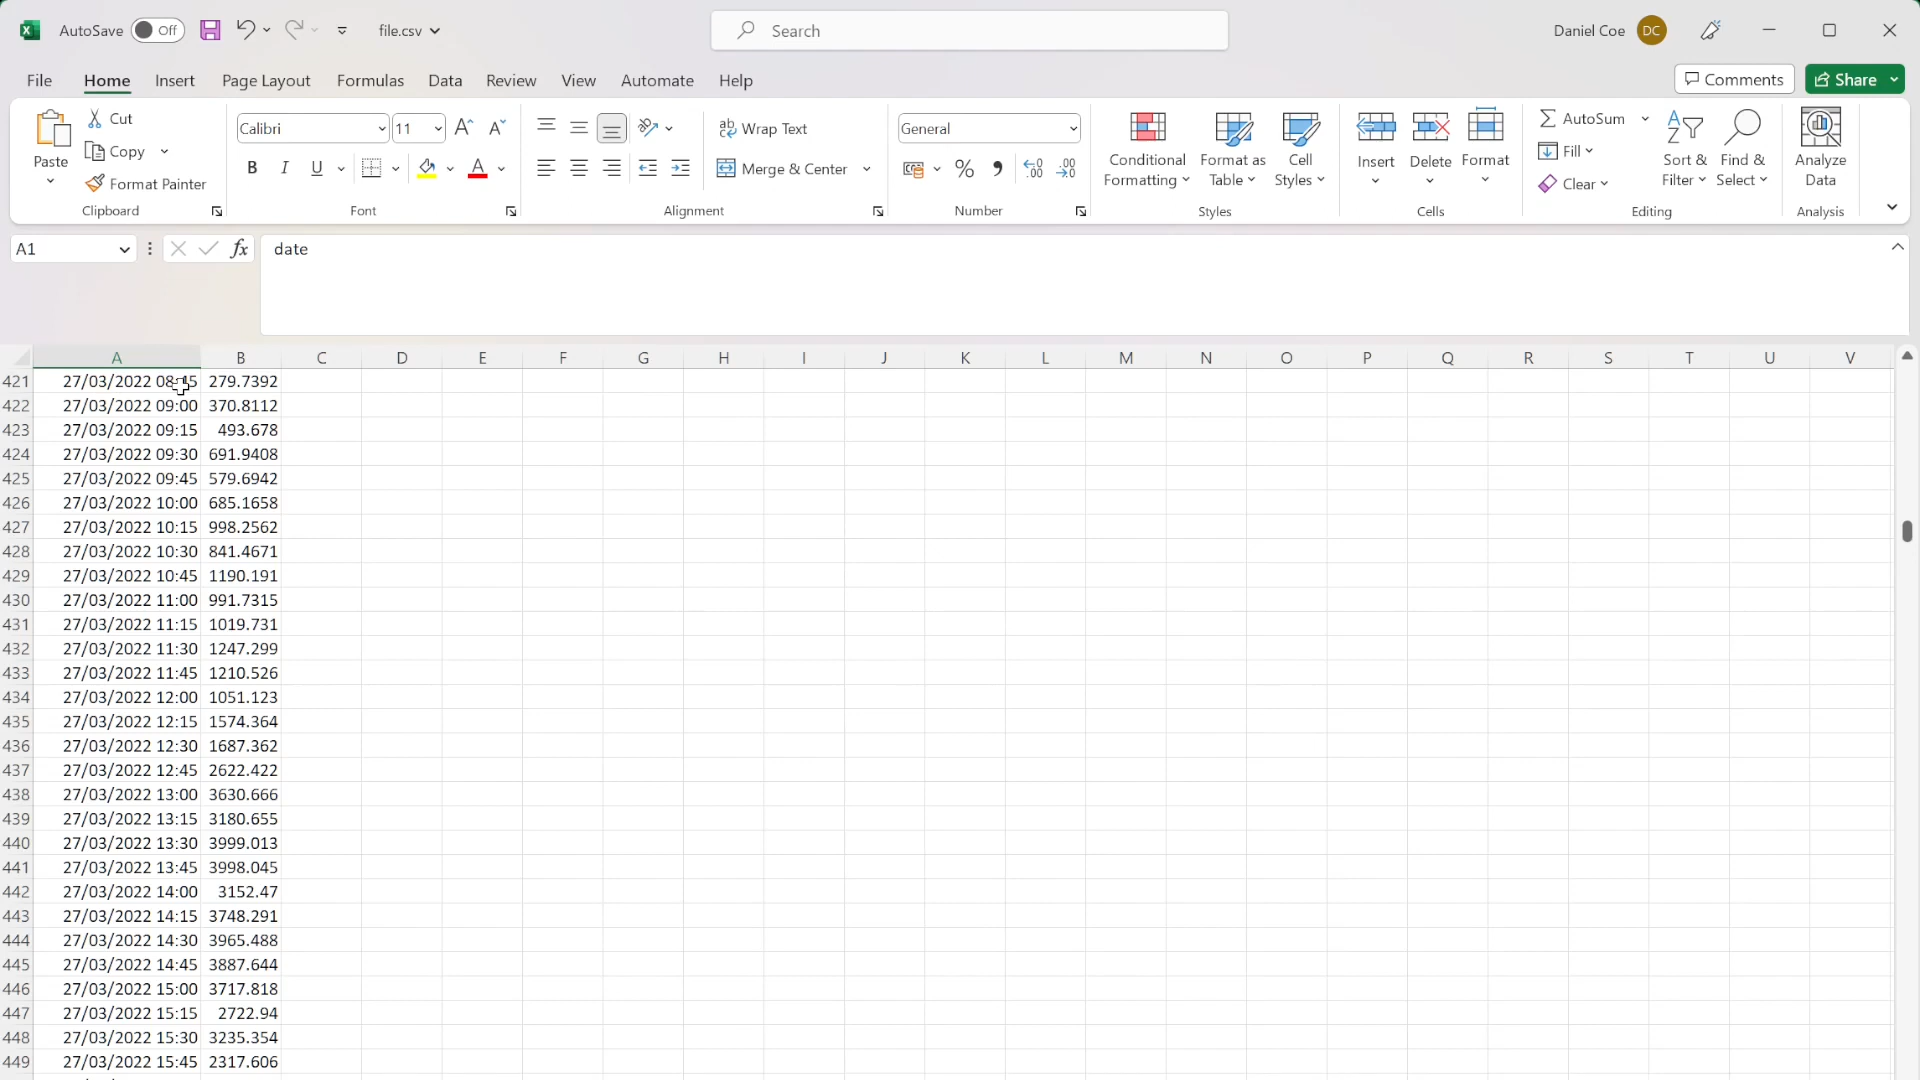 AutoSave Off file.csv Search Daniel Coe DC
File Home Insert Page Layout Formulas Data Review View Automate Help Comments Share
Paste Cut Copy Format Painter Clipboard
Calibri 11 A A B I U A Font
ab Wrap Text Merge & Center Alignment
General % Number
Conditional Formatting Format as Table Cell Styles Styles
Insert Delete Format Cells
AutoSum Fill Clear Sort & Filter Find & Select Editing
Analyze Data Analysis
A1 fx date
A B C D E F G H I J K L M N O P Q R S T U V
421 27/03/2022 08:45 279.7392
422 27/03/2022 09:00 370.8112
423 27/03/2022 09:15 493.678
424 27/03/2022 09:30 691.9408
425 27/03/2022 09:45 579.6942
426 27/03/2022 10:00 685.1658
427 27/03/2022 10:15 998.2562
428 27/03/2022 10:30 841.4671
429 27/03/2022 10:45 1190.191
430 27/03/2022 11:00 991.7315
431 27/03/2022 11:15 1019.731
432 27/03/2022 11:30 1247.299
433 27/03/2022 11:45 1210.526
434 27/03/2022 12:00 1051.123
435 27/03/2022 12:15 1574.364
436 27/03/2022 12:30 1687.362
437 27/03/2022 12:45 2622.422
438 27/03/2022 13:00 3630.666
439 27/03/2022 13:15 3180.655
440 27/03/2022 13:30 3999.013
441 27/03/2022 13:45 3998.045
442 27/03/2022 14:00 3152.47
443 27/03/2022 14:15 3748.291
444 27/03/2022 14:30 3965.488
445 27/03/2022 14:45 3887.644
446 27/03/2022 15:00 3717.818
447 27/03/2022 15:15 2722.94
448 27/03/2022 15:30 3235.354
449 27/03/2022 15:45 2317.606